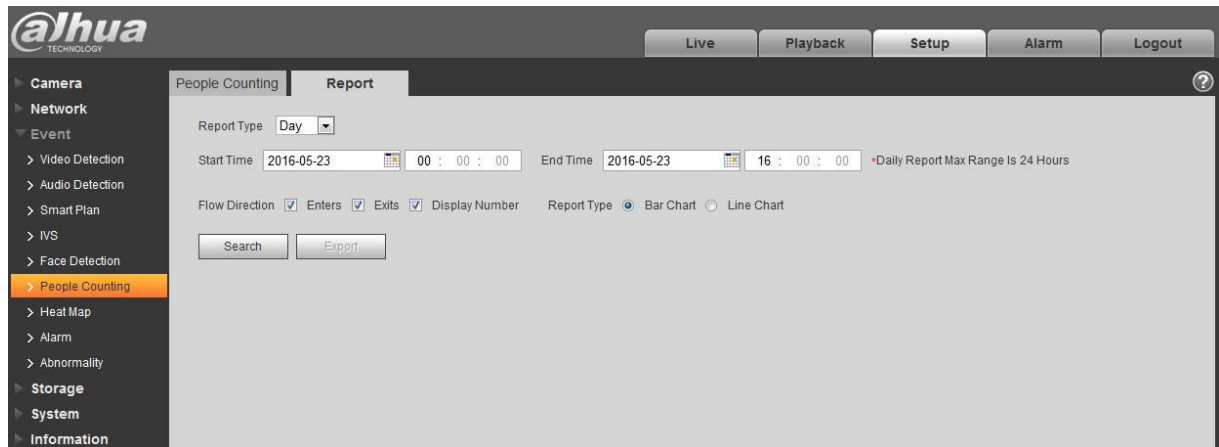 alhua
TECHNOLOGY
Live Playback Setup Alarm Logout
Camera
Network
Event
Video Detection
Audio Detection
Smart Plan
IVS
Face Detection
People Counting
Heat Map
Alarm
Abnormality
Storage
System
Information
People Counting Report ?
Report Type Day
Start Time 2016-05-23 00 : 00 : 00 End Time 2016-05-23 16 : 00 : 00 *Daily Report Max Range Is 24 Hours
Flow Direction Enters Exits Display Number Report Type Bar Chart Line Chart
Search Export